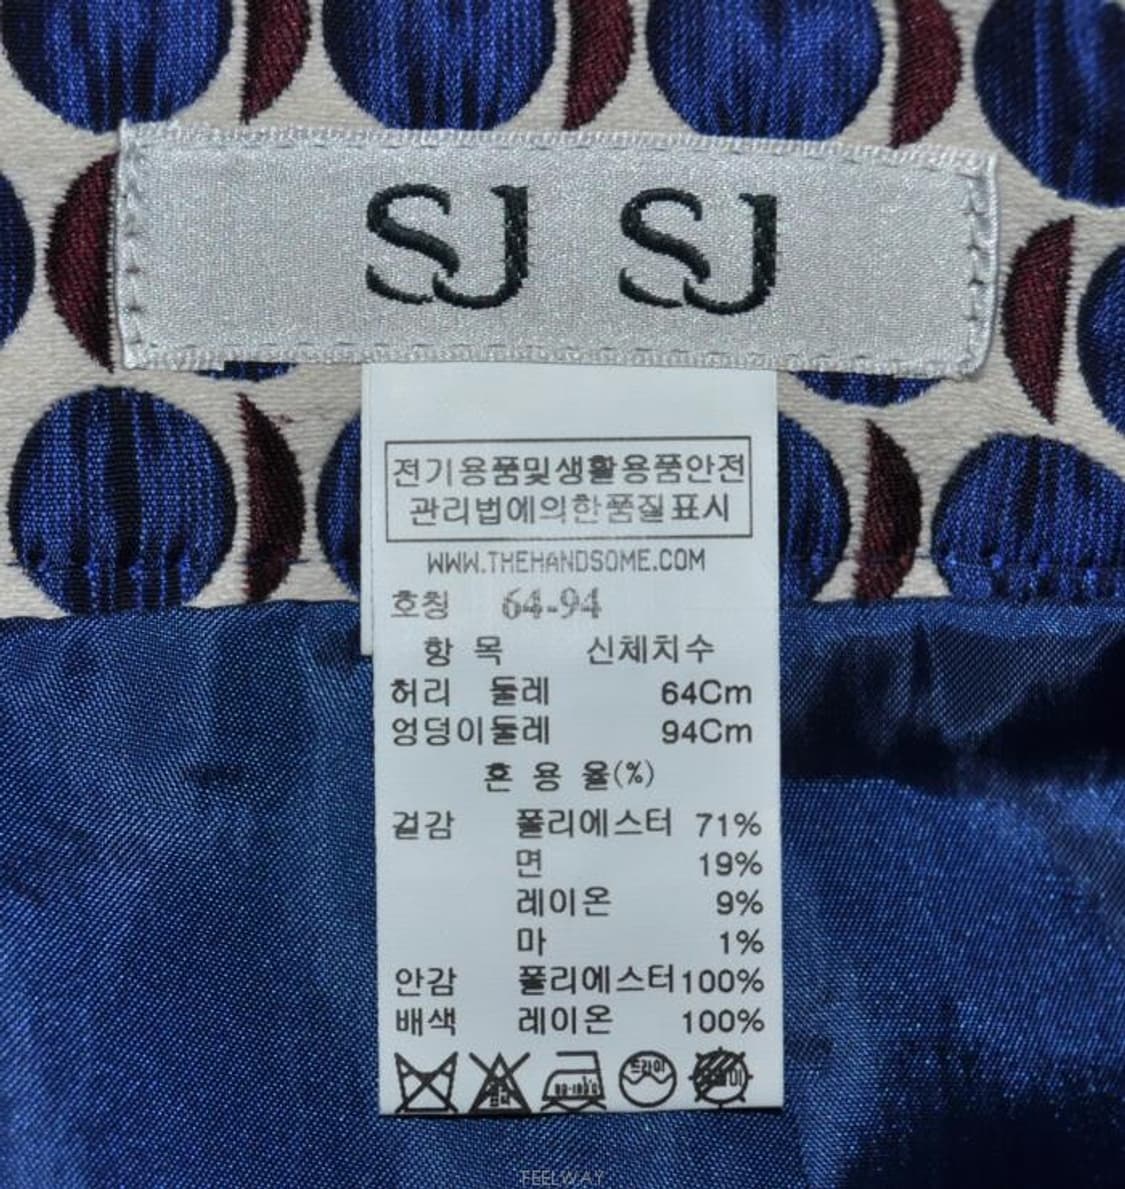 SJ SJ
전기용품및생활용품안전
관리법에의한품질표시
WWW.THEHANDSOME.COM
호칭 64-94
항 목 신체치수
허리 둘레 64Cm
엉덩이둘레 94Cm
혼 용 율(%)
겉감 폴리에스터 71%
면 19%
레이온 9%
마 1%
안감 폴리에스터 100%
배색 레이온 100%
드라이
FEELWAY